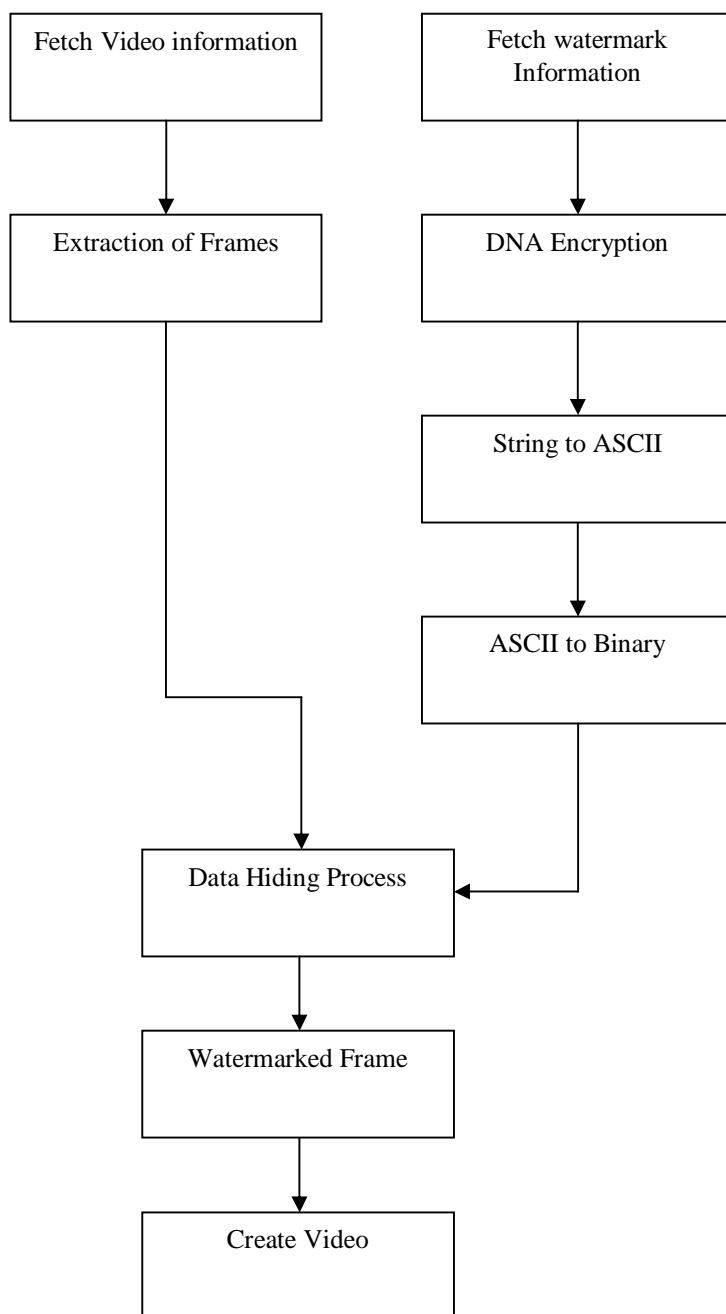 Fetch Video information
Fetch watermark
Information
Extraction of Frames
DNA Encryption
String to ASCII
ASCII to Binary
Data Hiding Process
Watermarked Frame
Create Video